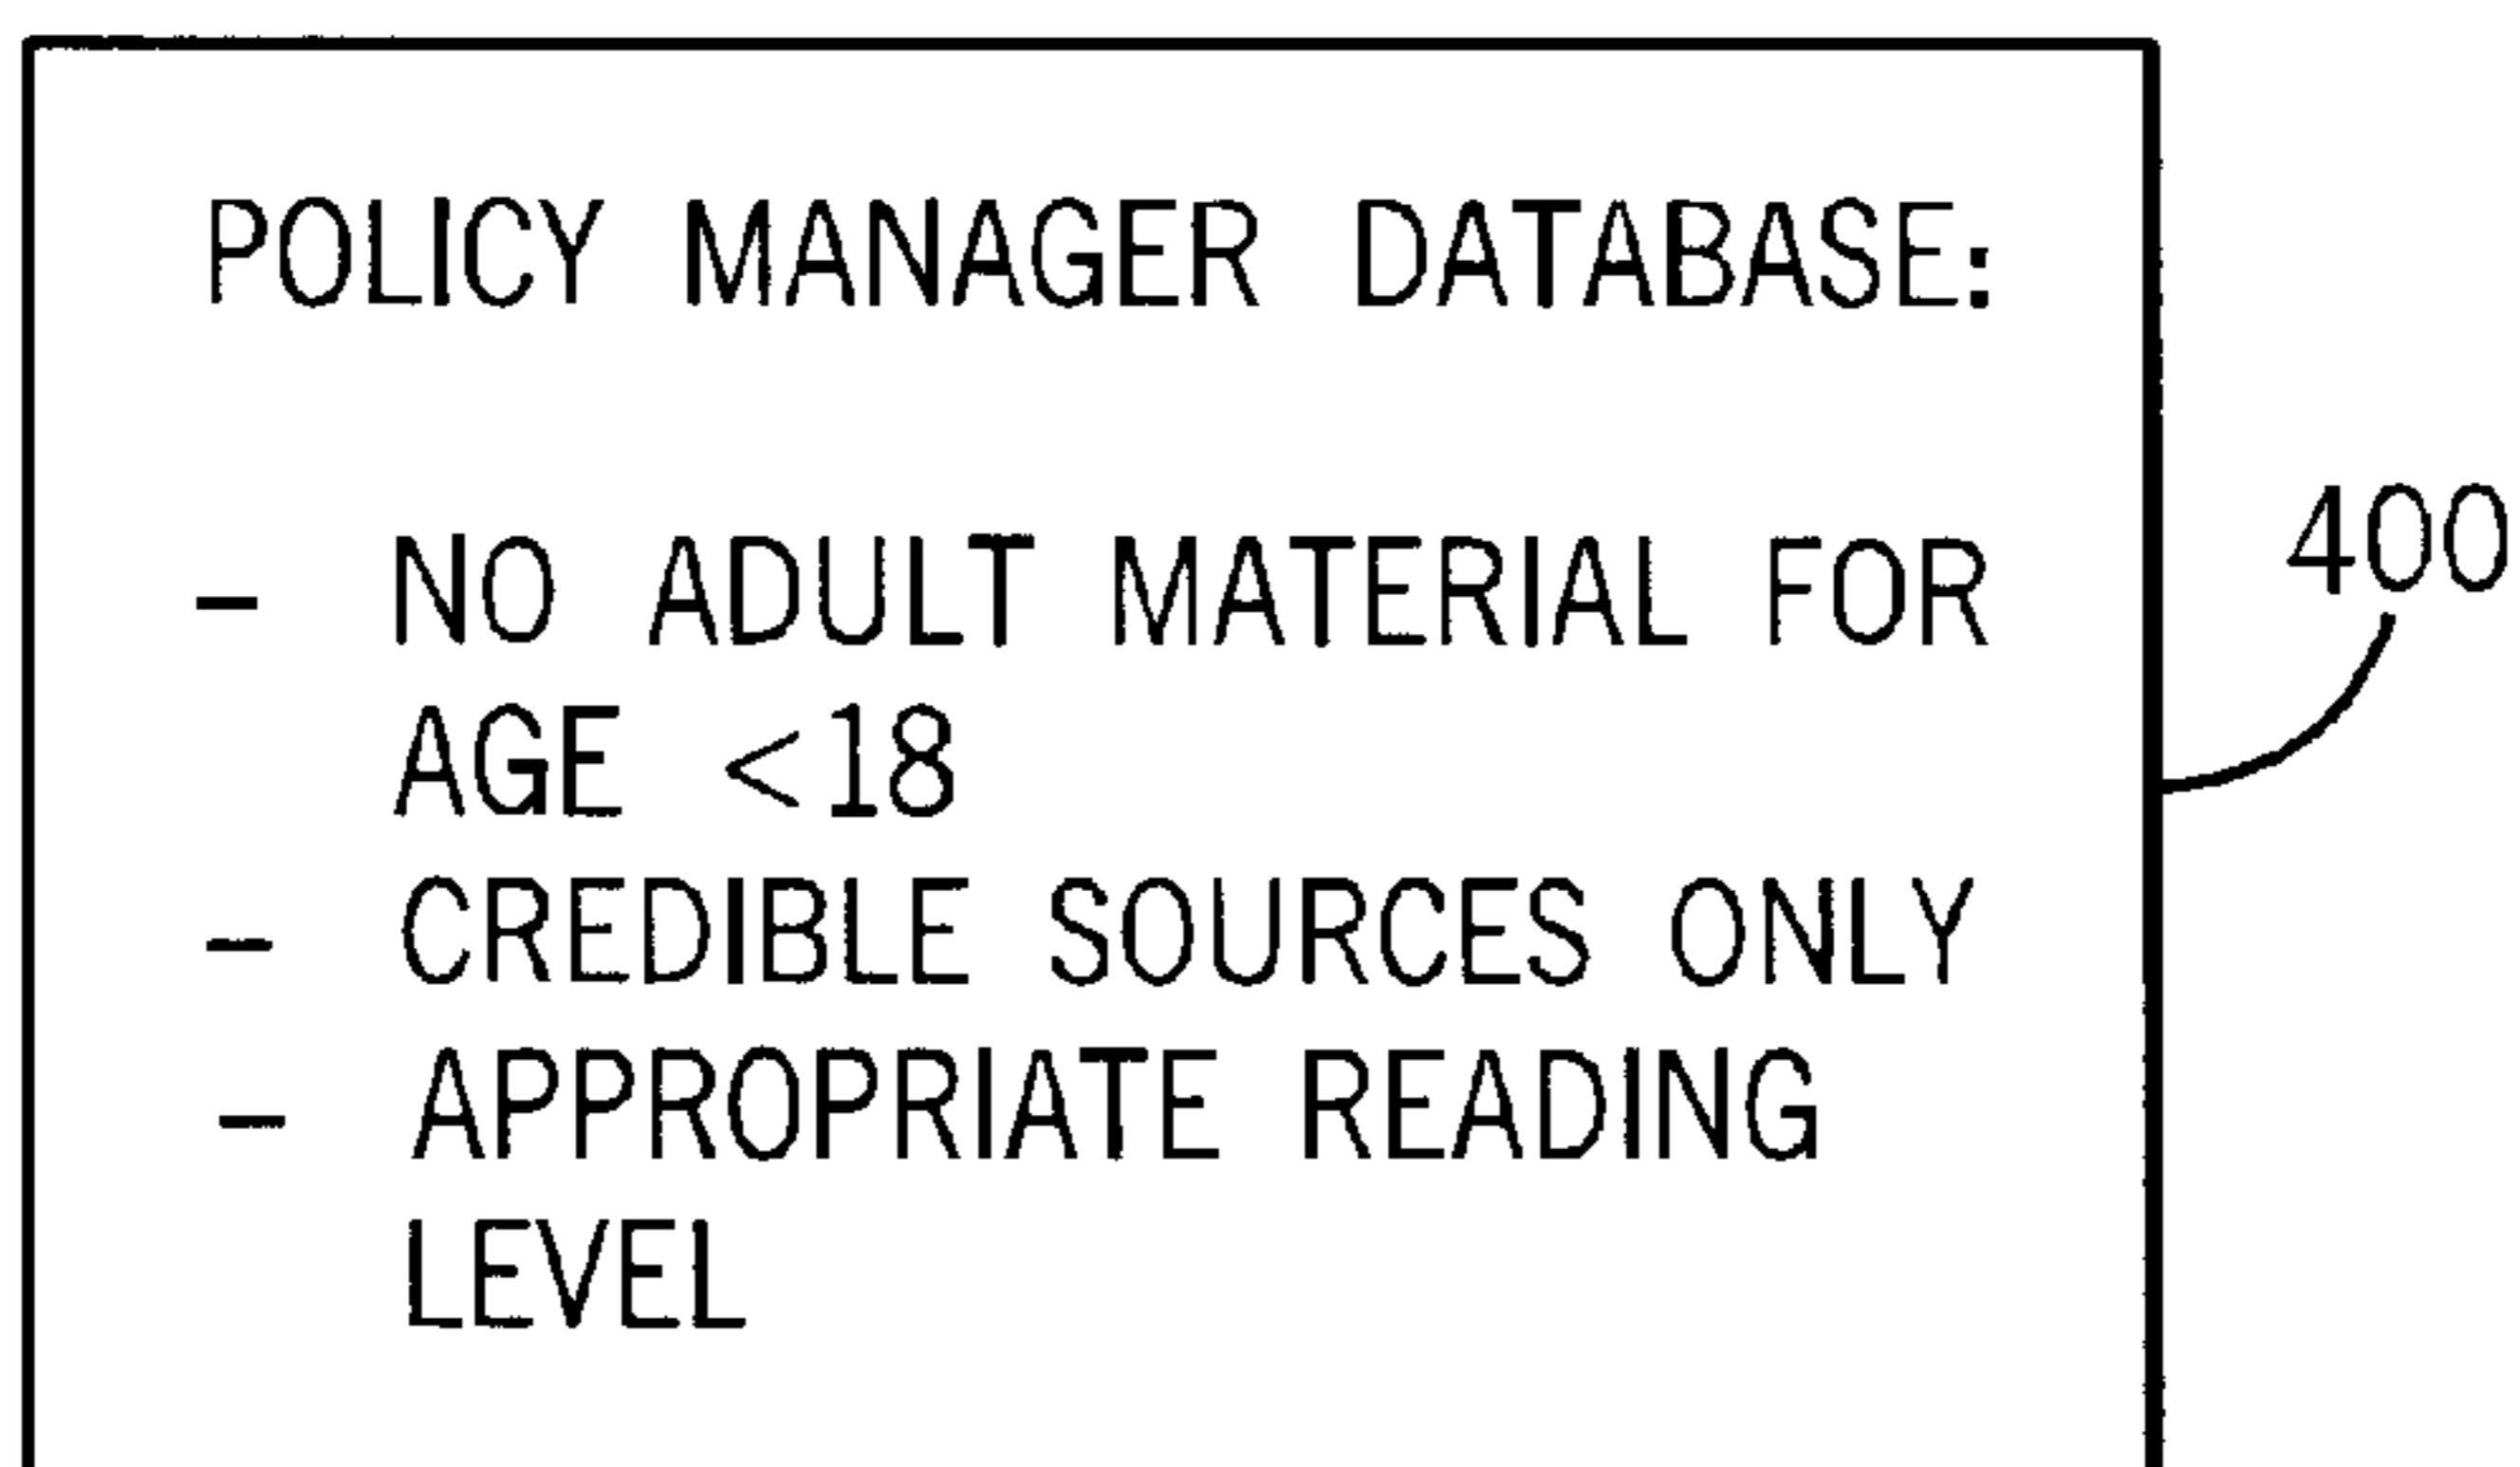 POLICY MANAGER DATABASE:
- NO ADULT MATERIAL FOR
AGE <18
- CREDIBLE SOURCES ONLY
- APPROPRIATE READING
LEVEL
400